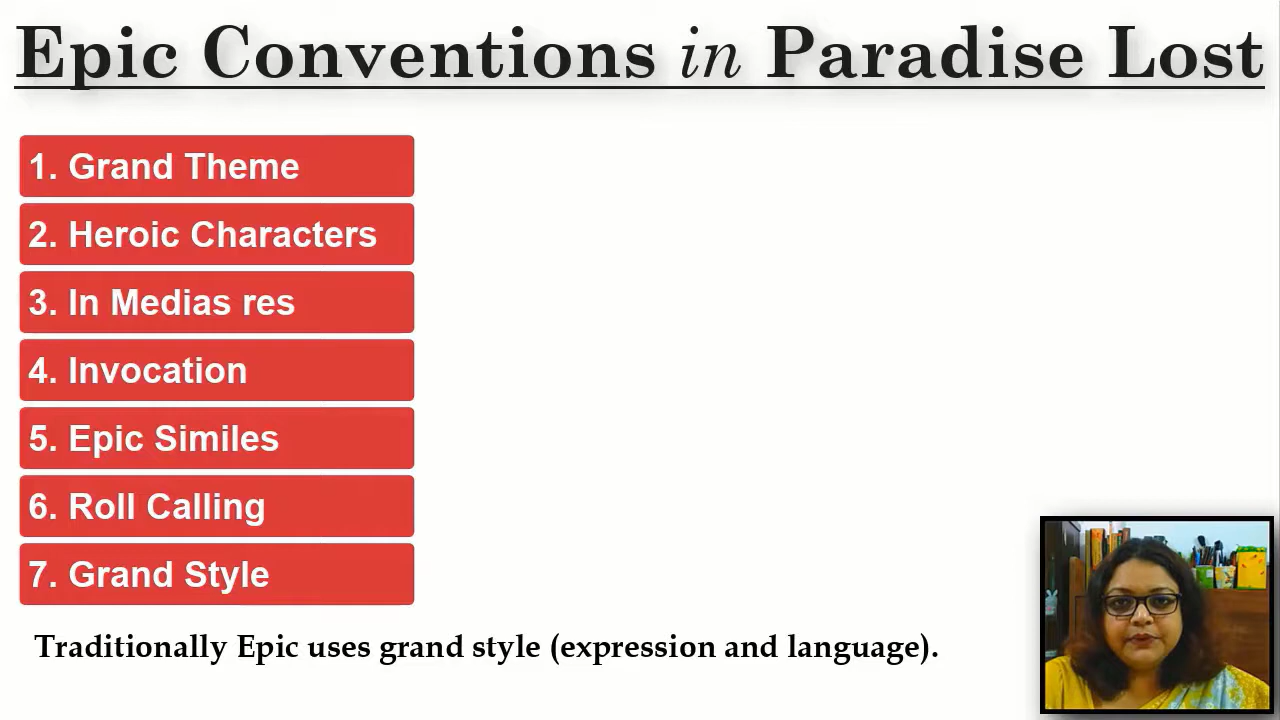 Epic Conventions in Paradise Lost
1. Grand Theme
2. Heroic Characters
3. In Medias res
4. Invocation
5. Epic Similes
6. Roll Calling
7. Grand Style
Traditionally Epic uses grand style (expression and language).